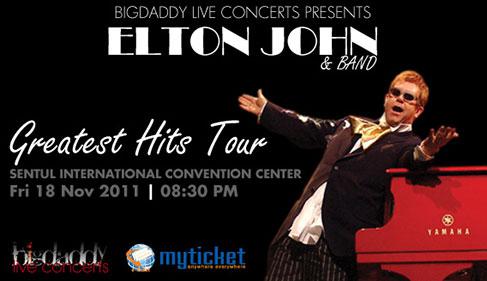 BIGDADDY LIVE CONCERTS PRESENTS
ELTON JOHN
& BAND
Greatest Hits Tour
SENTUL INTERNATIONAL CONVENTION CENTER
Fri 18 Nov 2011 | 08:30 PM
YAMAHA
bigdaddy
live concerts
myticket
anywhere everywhere